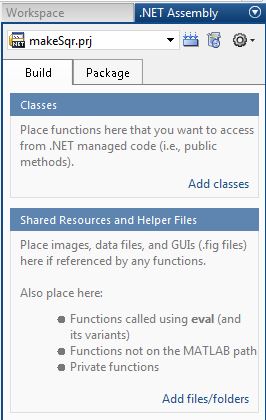 Workspace
.NET Assembly
makeSqr.prj
Build
Package
Classes
Place functions here that you want to access
from .NET managed code (i.e., public
methods).
Add classes
Shared Resources and Helper Files
Place images, data files, and GUIs (.fig files)
here if referenced by any functions.
Also place here:
Functions called using eval (and
its variants)
Functions not on the MATLAB path
Private functions
Add files/folders